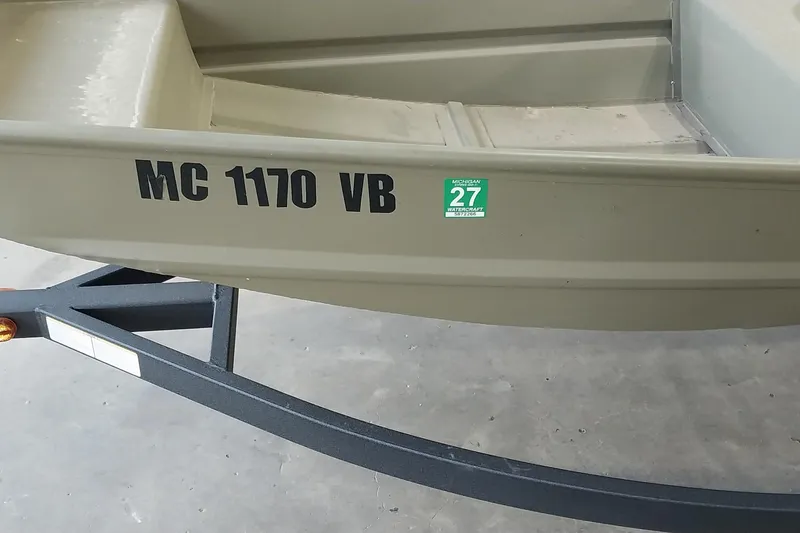 MC 1170 VB
MICHIGAN
27
WATERCRAFT